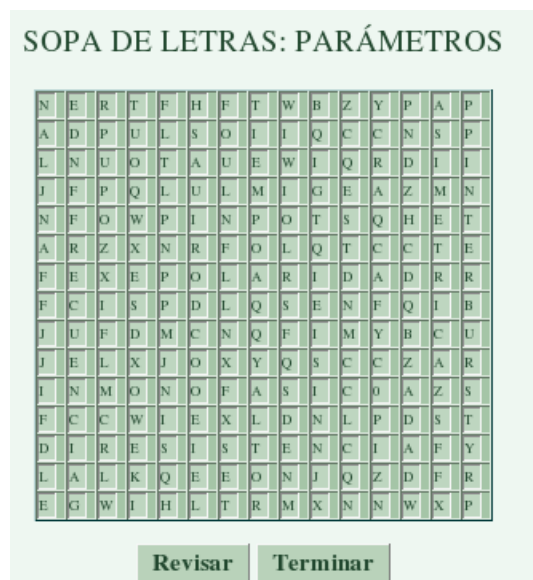 SOPA DE LETRAS: PARÁMETROS
N E R T F H F T W B Z Y P A P
A D P U L S O I I Q C C N S P
L N U O T A U E W I Q R D I I
J F P Q L U L M I G E A Z M N
N F O W P I N P O T S Q H E T
A R Z X N R F O L Q T C C T E
F E X E P O L A R I D A D R R
F C I S P D L Q S E N F Q I B
J U F D M C N Q F I M Y B C U
J E L X J O X Y Q S C C Z A R
I N M O N O F A S I C 0 A Z S
F C C W I E X L D N L P D S T
D I R E S I S T E N C I A F Y
L A L K Q E E O N J Q Z D F R
E G W I H L T R M X N N W X P
Revisar Terminar